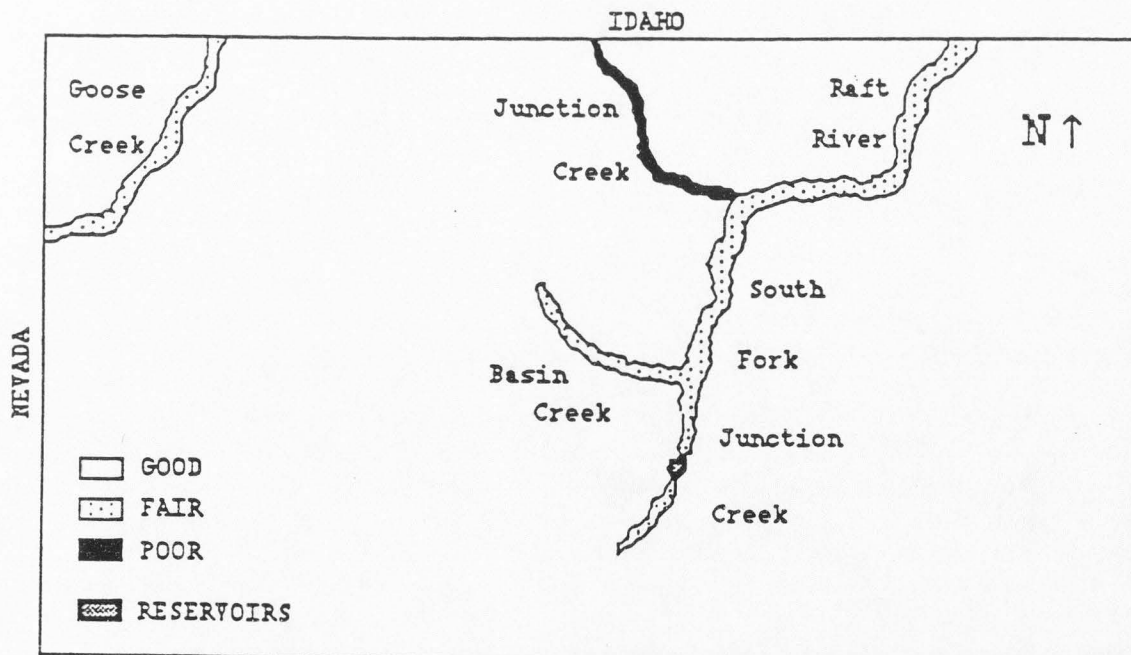 IDAHO
Goose
Creek
Junction
Creek
Raft
River
N ↑
South
Fork
Basin
Creek
Junction
Creek
NEVADA
GOOD
FAIR
POOR
RESERVOIRS